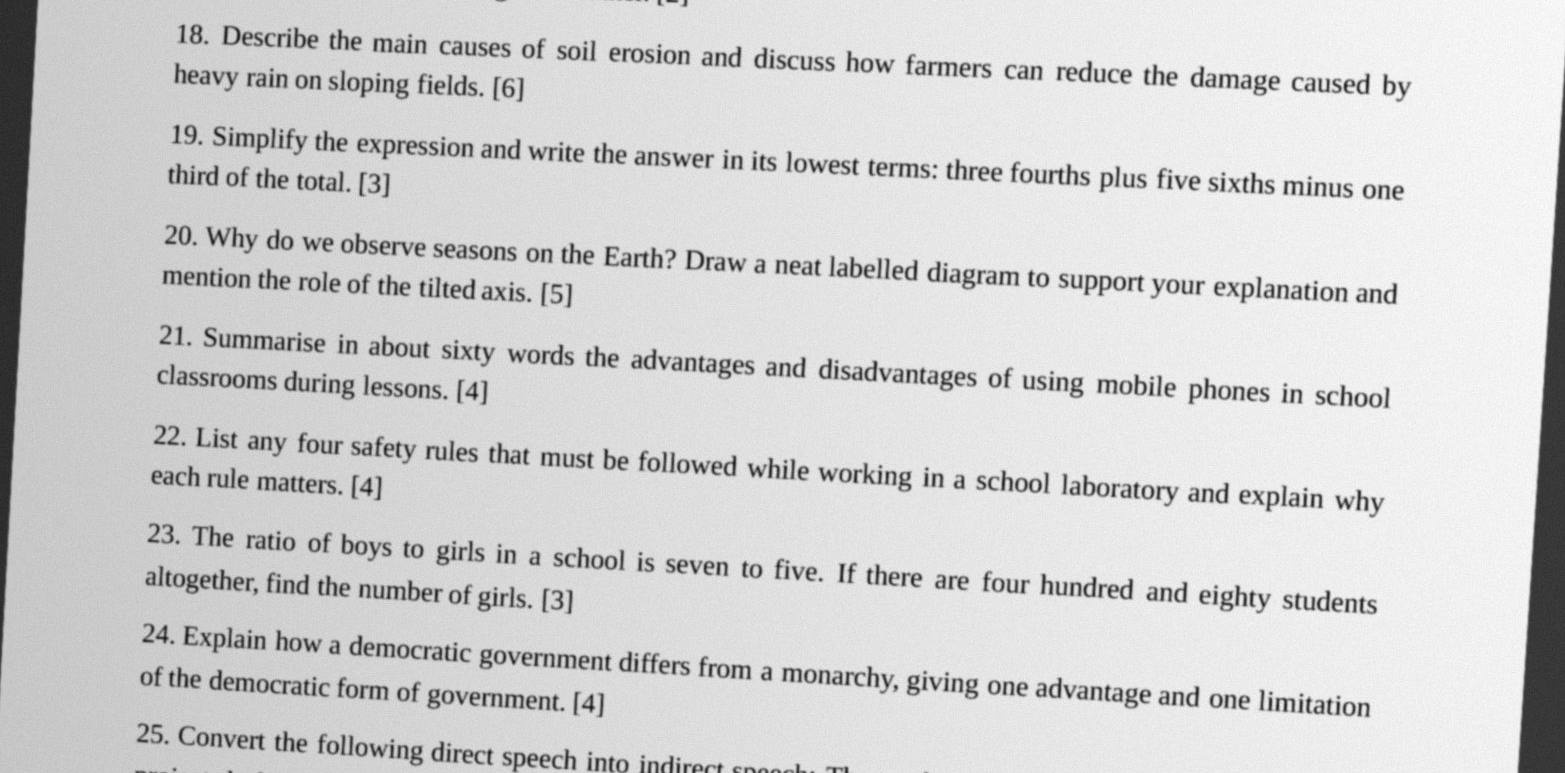 18. Describe the main causes of soil erosion and discuss how farmers can reduce the damage caused by
heavy rain on sloping fields. [6]
19. Simplify the expression and write the answer in its lowest terms: three fourths plus five sixths minus one
third of the total. [3]
20. Why do we observe seasons on the Earth? Draw a neat labelled diagram to support your explanation and
mention the role of the tilted axis. [5]
21. Summarise in about sixty words the advantages and disadvantages of using mobile phones in school
classrooms during lessons. [4]
22. List any four safety rules that must be followed while working in a school laboratory and explain why
each rule matters. [4]
23. The ratio of boys to girls in a school is seven to five. If there are four hundred and eighty students
altogether, find the number of girls. [3]
24. Explain how a democratic government differs from a monarchy, giving one advantage and one limitation
of the democratic form of government. [4]
25. Convert the following direct speech into indirect speech: